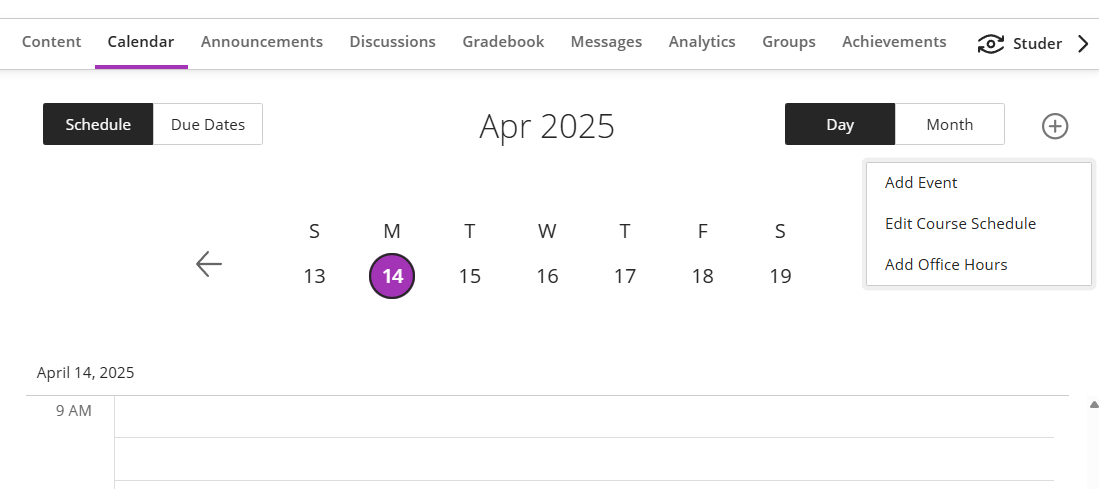 Content Calendar Announcements Discussions Gradebook Messages Analytics Groups Achievements Studer
Schedule Due Dates Apr 2025 Day Month
Add Event
Edit Course Schedule
Add Office Hours
S M T W T F S
13 14 15 16 17 18 19
April 14, 2025
9 AM